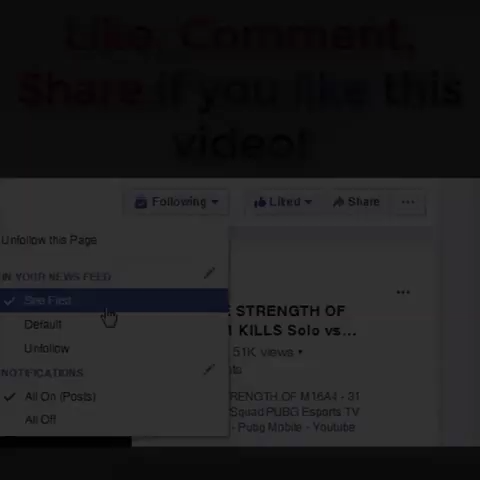 Like, Comment,
Share if you like this
video!
Following
Liked
Share
Unfollow this Page
IN YOUR NEWS FEED
See First
Default
Unfollow
NOTIFICATIONS
All On (Posts)
All Off
STRENGTH OF
KILLS Solo vs...
51K views •
RENGTH OF M16A4 - 31
Squad PUBG Esports TV
- Pubg Mobile - Youtube